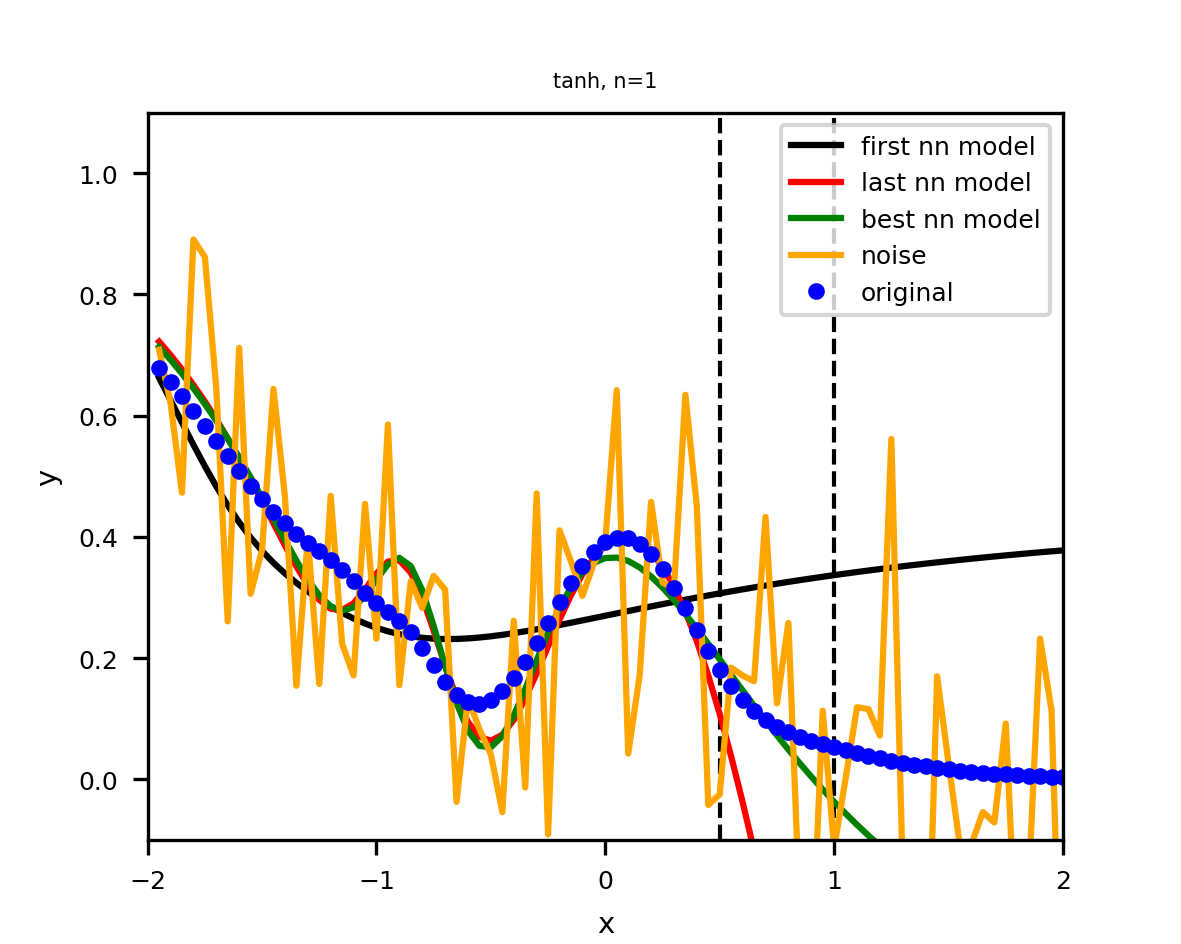 tanh, n=1
first nn model
last nn model
best nn model
noise
original
1.0
0.8
0.6
0.4
0.2
0.0
y
−2
−1
0
1
2
x